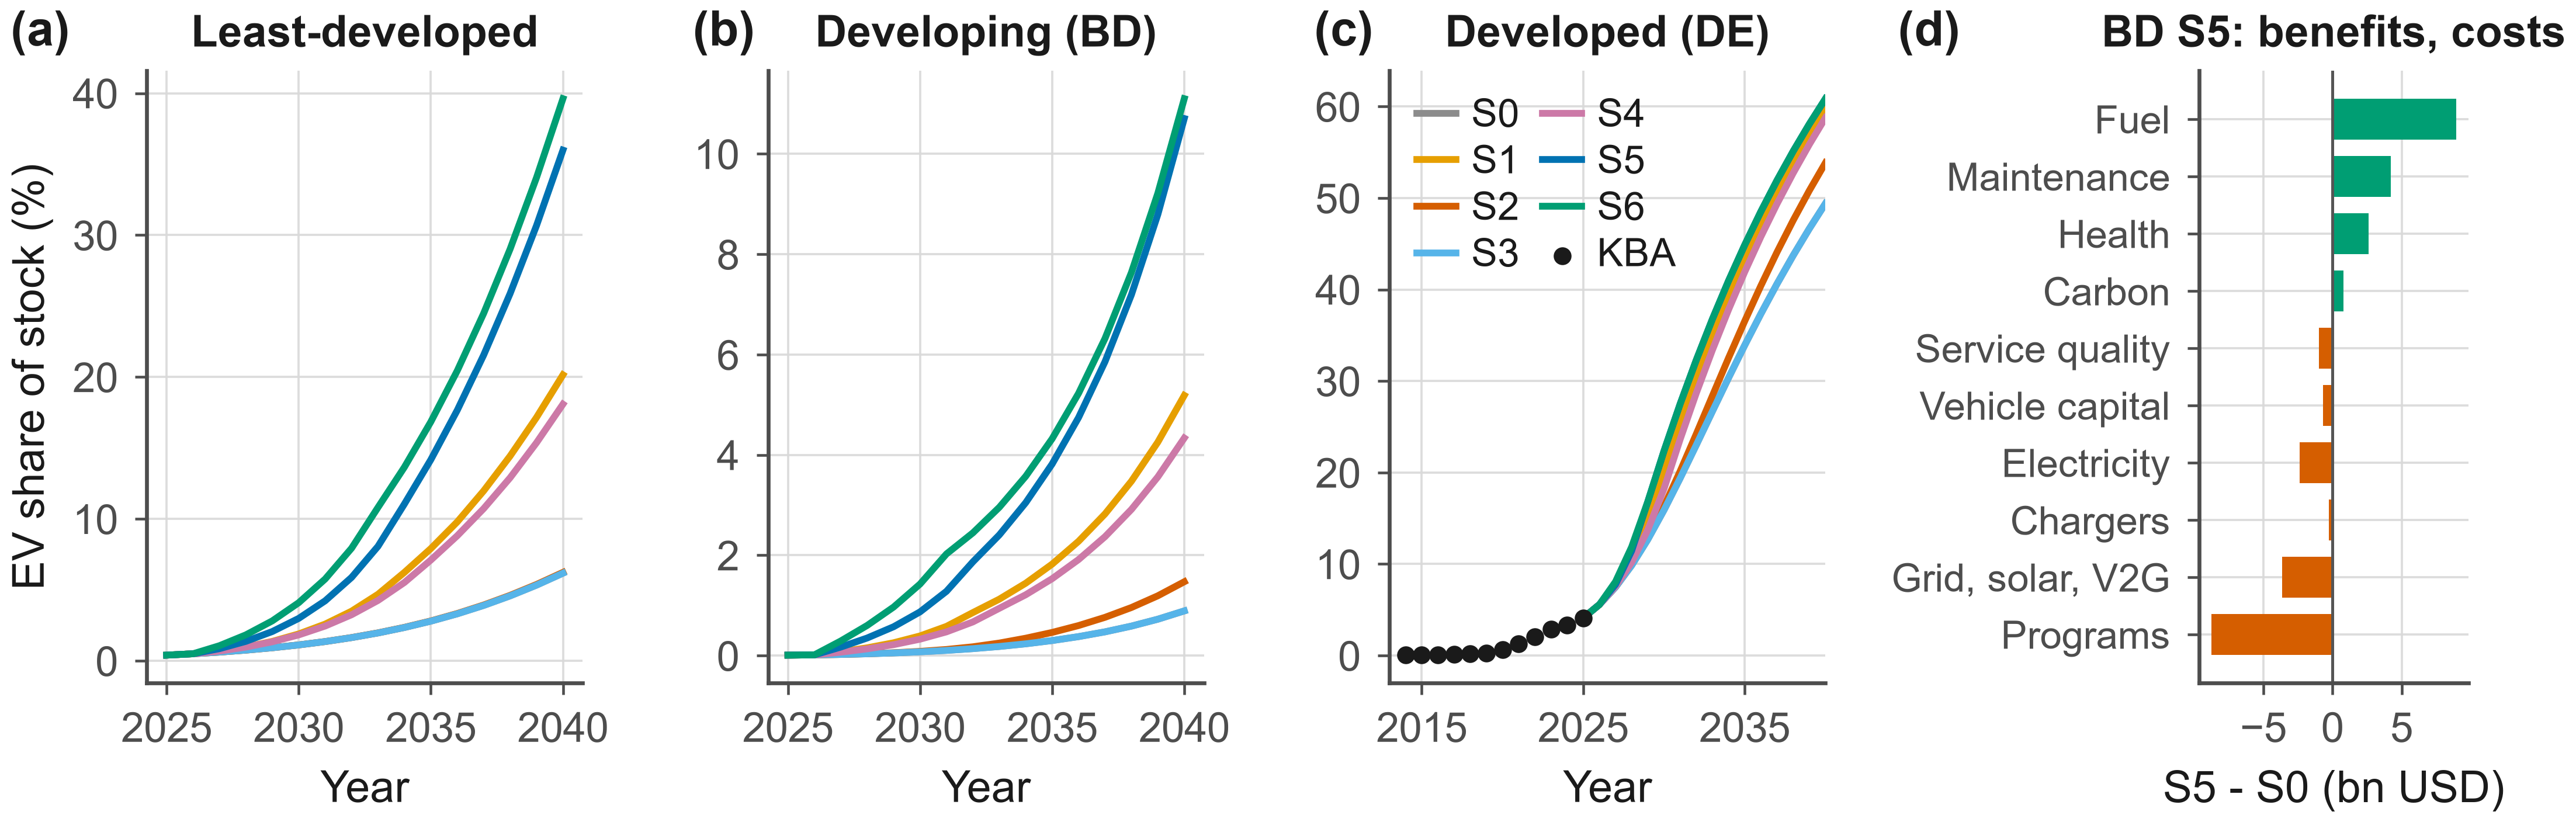 (a) Least-developed
EV share of stock (%)
40
30
20
10
0
2025 2030 2035 2040
Year
(b) Developing (BD)
10
8
6
4
2
0
2025 2030 2035 2040
Year
(c) Developed (DE)
60
50
40
30
20
10
0
S0 S4
S1 S5
S2 S6
S3 KBA
2015 2025 2035
Year
(d) BD S5: benefits, costs
Fuel
Maintenance
Health
Carbon
Service quality
Vehicle capital
Electricity
Chargers
Grid, solar, V2G
Programs
−5 0 5
S5 - S0 (bn USD)